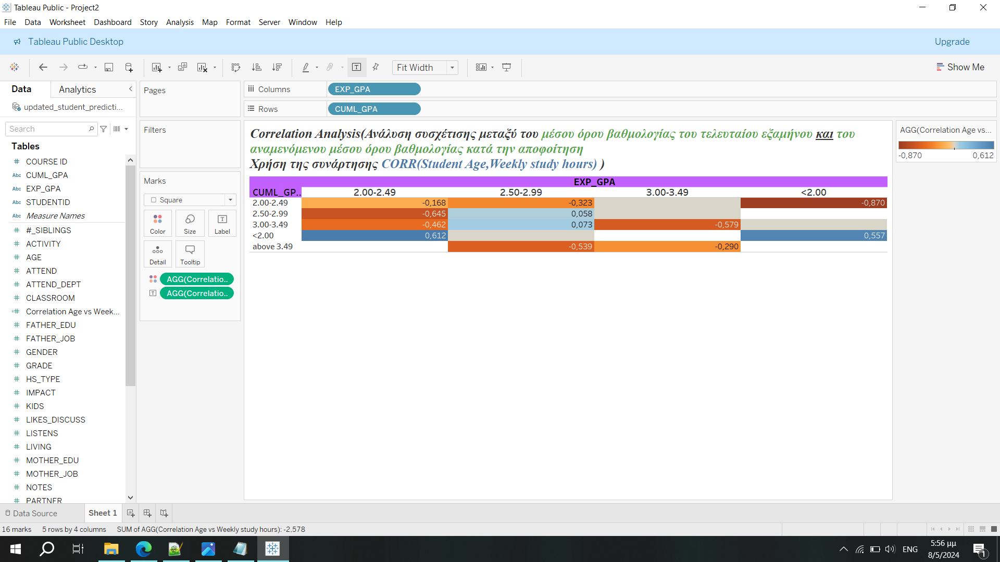 Tableau Public - Project2
File Data Worksheet Dashboard Story Analysis Map Format Server Window Help
Tableau Public Desktop Upgrade
Fit Width Show Me
Data Analytics
updated_student_predicti...
Search
Tables
COURSE ID
Abc CUML_GPA
Abc EXP_GPA
Abc STUDENTID
Abc Measure Names
#_SIBLINGS
ACTIVITY
AGE
ATTEND
ATTEND_DEPT
CLASSROOM
Correlation Age vs Week...
FATHER_EDU
FATHER_JOB
GENDER
GRADE
HS_TYPE
IMPACT
KIDS
LIKES_DISCUSS
LISTENS
LIVING
MOTHER_EDU
MOTHER_JOB
NOTES
PARTNER
Pages
Filters
Marks
Square
Color Size Label
Detail Tooltip
AGG(Correlatio..
AGG(Correlatio..
Columns EXP_GPA
Rows CUML_GPA
Correlation Analysis(Ανάλυση συσχέτισης μεταξύ του μέσου όρου βαθμολογίας του τελευταίου εξαμήνου και του
αναμενόμενου μέσου όρου βαθμολογίας κατά την αποφοίτηση
Χρήση της συνάρτησης CORR(Student Age,Weekly study hours) )
EXP_GPA
CUML_GP.. 2.00-2.49 2.50-2.99 3.00-3.49 <2.00
2.00-2.49 -0,168 -0,323 -0,870
2.50-2.99 -0,645 0,058
3.00-3.49 -0,462 0,073 -0,579
<2.00 0,612 0,557
above 3.49 -0,539 -0,290
AGG(Correlation Age vs...
-0,870 0,612
Data Source Sheet 1
16 marks 5 rows by 4 columns SUM of AGG(Correlation Age vs Weekly study hours): -2,578
ENG
5:56 μμ
8/5/2024
1